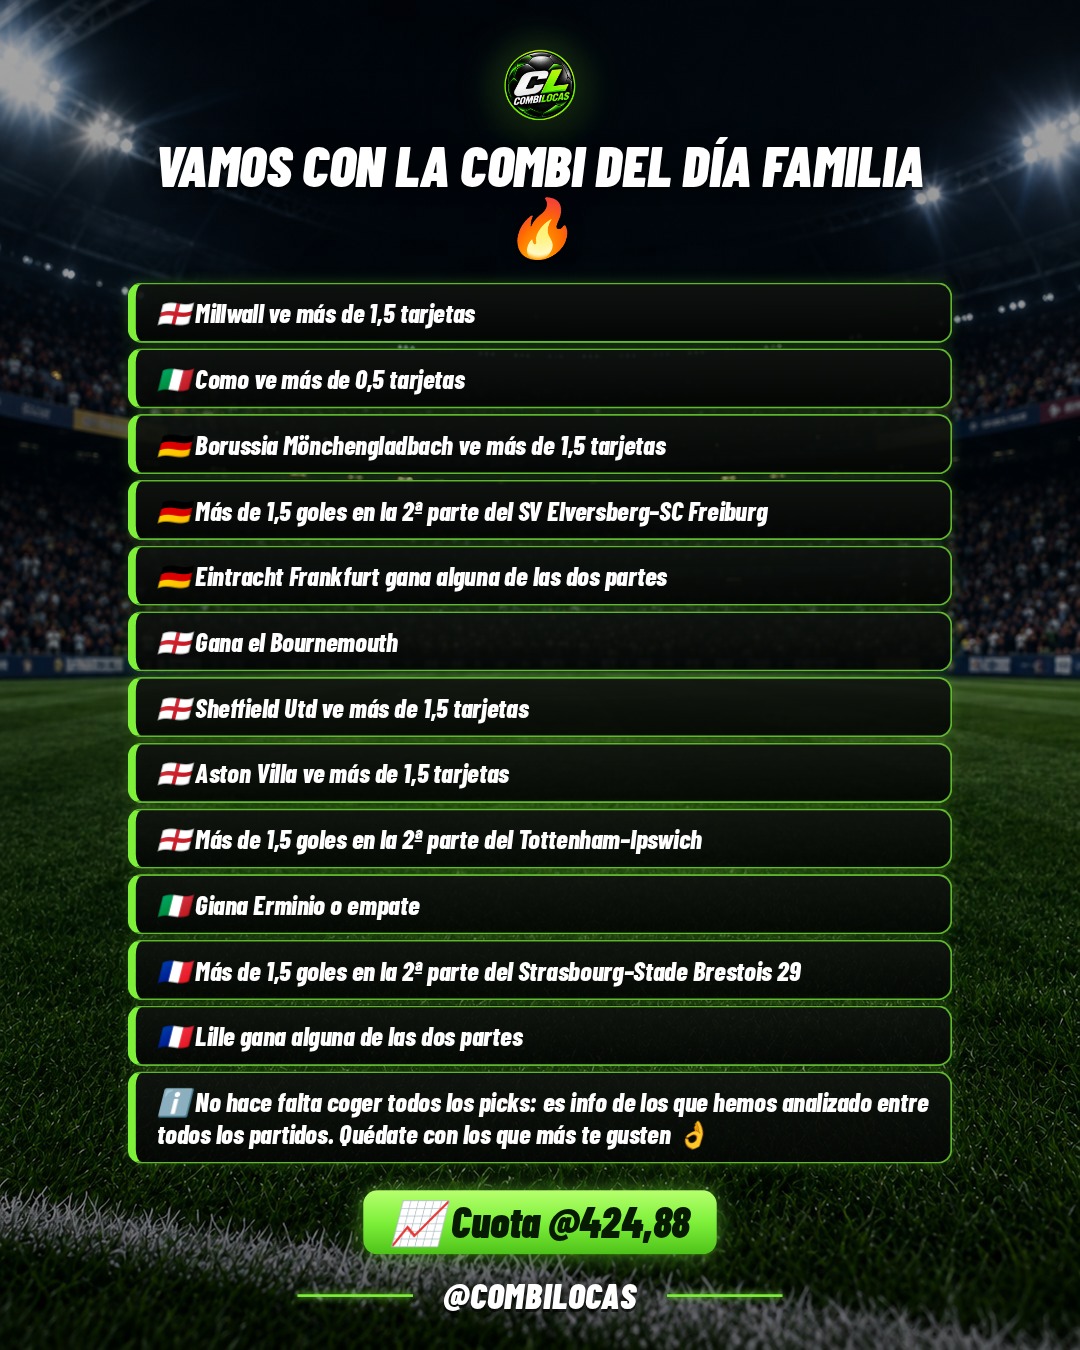 CL
COMBILOCAS
VAMOS CON LA COMBI DEL DÍA FAMILIA
🔥
🏴󠁧󠁢󠁥󠁮󠁧󠁿 Millwall ve más de 1,5 tarjetas
🇮🇹 Como ve más de 0,5 tarjetas
🇩🇪 Borussia Mönchengladbach ve más de 1,5 tarjetas
🇩🇪 Más de 1,5 goles en la 2ª parte del SV Elversberg-SC Freiburg
🇩🇪 Eintracht Frankfurt gana alguna de las dos partes
🏴󠁧󠁢󠁥󠁮󠁧󠁿 Gana el Bournemouth
🏴󠁧󠁢󠁥󠁮󠁧󠁿 Sheffield Utd ve más de 1,5 tarjetas
🏴󠁧󠁢󠁥󠁮󠁧󠁿 Aston Villa ve más de 1,5 tarjetas
🏴󠁧󠁢󠁥󠁮󠁧󠁿 Más de 1,5 goles en la 2ª parte del Tottenham-Ipswich
🇮🇹 Giana Erminio o empate
🇫🇷 Más de 1,5 goles en la 2ª parte del Strasbourg-Stade Brestois 29
🇫🇷 Lille gana alguna de las dos partes
ℹ️ No hace falta coger todos los picks: es info de los que hemos analizado entre
todos los partidos. Quédate con los que más te gusten 👌
📈 Cuota @424,88
@COMBILOCAS